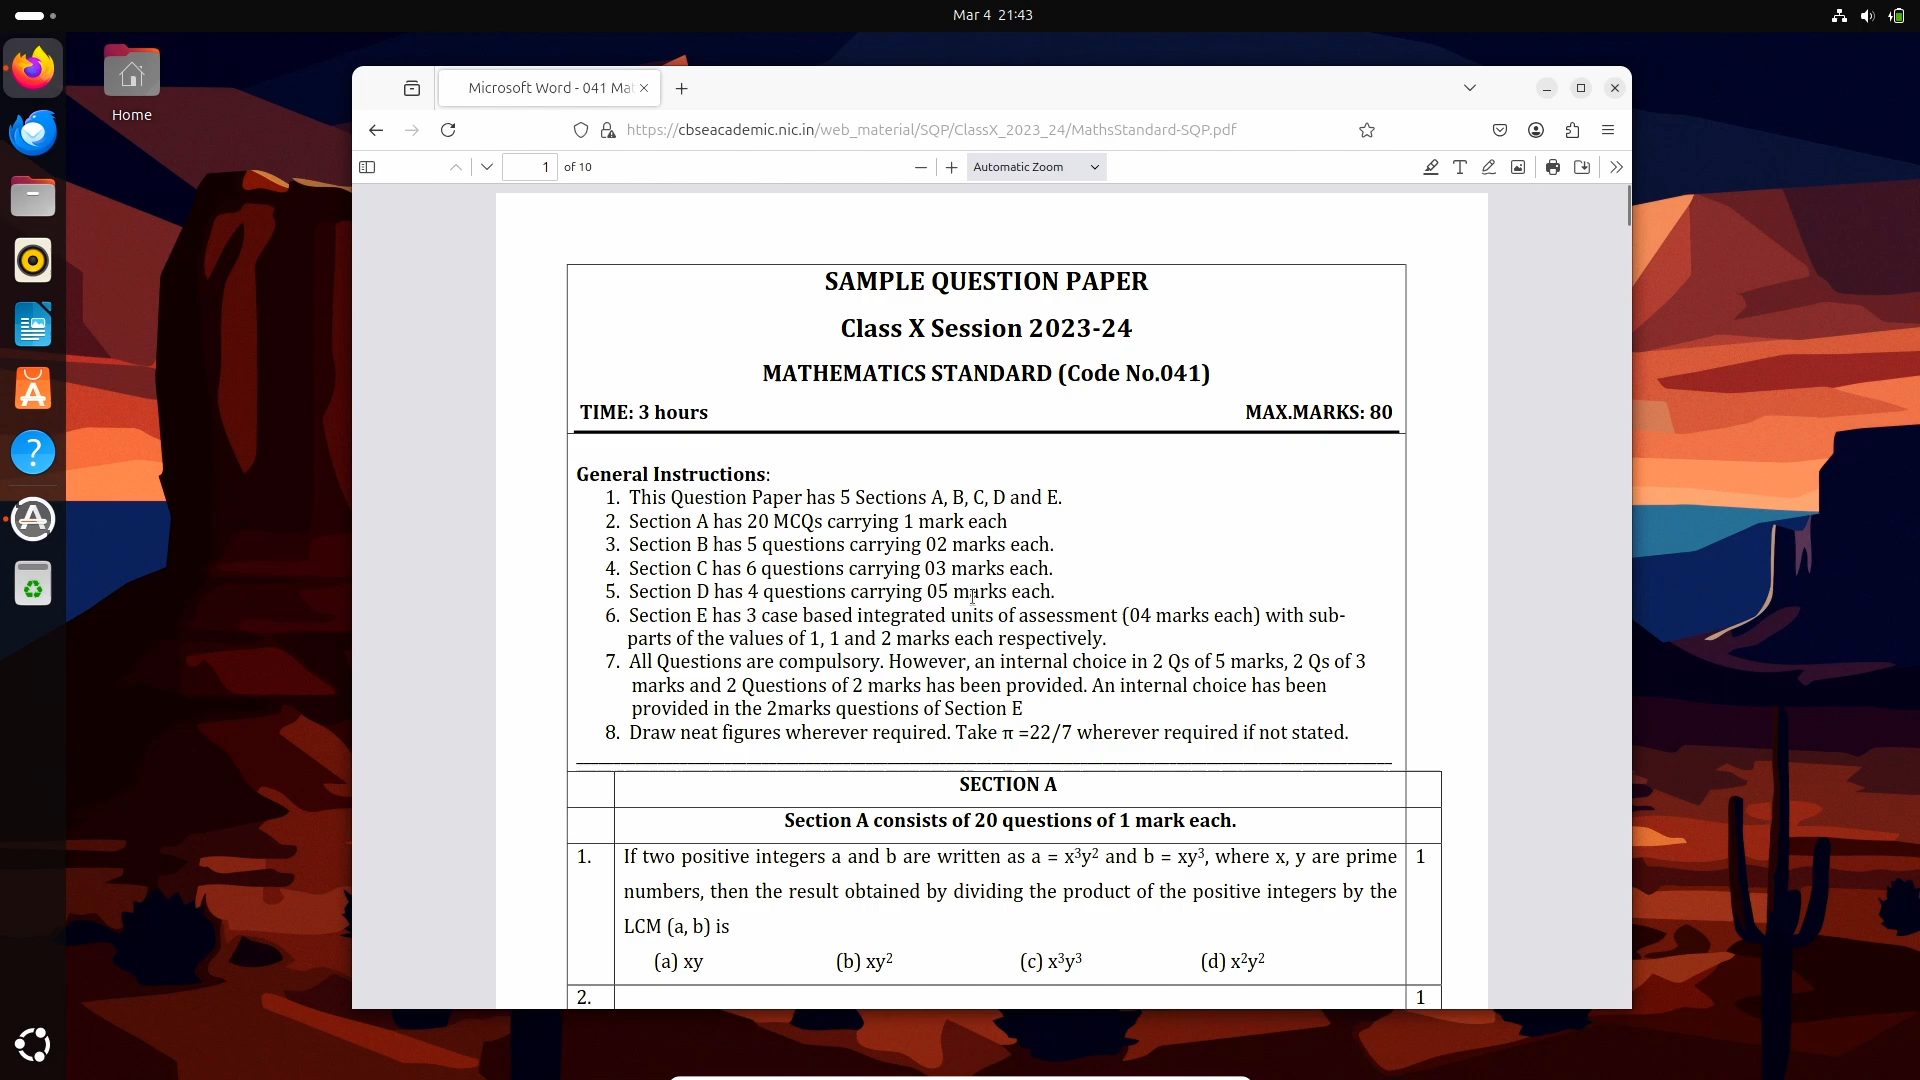 Mar 4 21:43
Home
Microsoft Word - 041 Mat
https://cbseacademic.nic.in/web_material/SQP/ClassX_2023_24/MathsStandard-SQP.pdf
1 of 10
Automatic Zoom
SAMPLE QUESTION PAPER
Class X Session 2023-24
MATHEMATICS STANDARD (Code No.041)
TIME: 3 hours MAX.MARKS: 80
General Instructions:
1. This Question Paper has 5 Sections A, B, C, D and E.
2. Section A has 20 MCQs carrying 1 mark each
3. Section B has 5 questions carrying 02 marks each.
4. Section C has 6 questions carrying 03 marks each.
5. Section D has 4 questions carrying 05 marks each.
6. Section E has 3 case based integrated units of assessment (04 marks each) with sub-
parts of the values of 1, 1 and 2 marks each respectively.
7. All Questions are compulsory. However, an internal choice in 2 Qs of 5 marks, 2 Qs of 3
marks and 2 Questions of 2 marks has been provided. An internal choice has been
provided in the 2marks questions of Section E
8. Draw neat figures wherever required. Take π =22/7 wherever required if not stated.
SECTION A
Section A consists of 20 questions of 1 mark each.
1. If two positive integers a and b are written as a = x³y² and b = xy³, where x, y are prime 1
numbers, then the result obtained by dividing the product of the positive integers by the
LCM (a, b) is
(a) xy (b) xy² (c) x³y³ (d) x²y²
2. 1